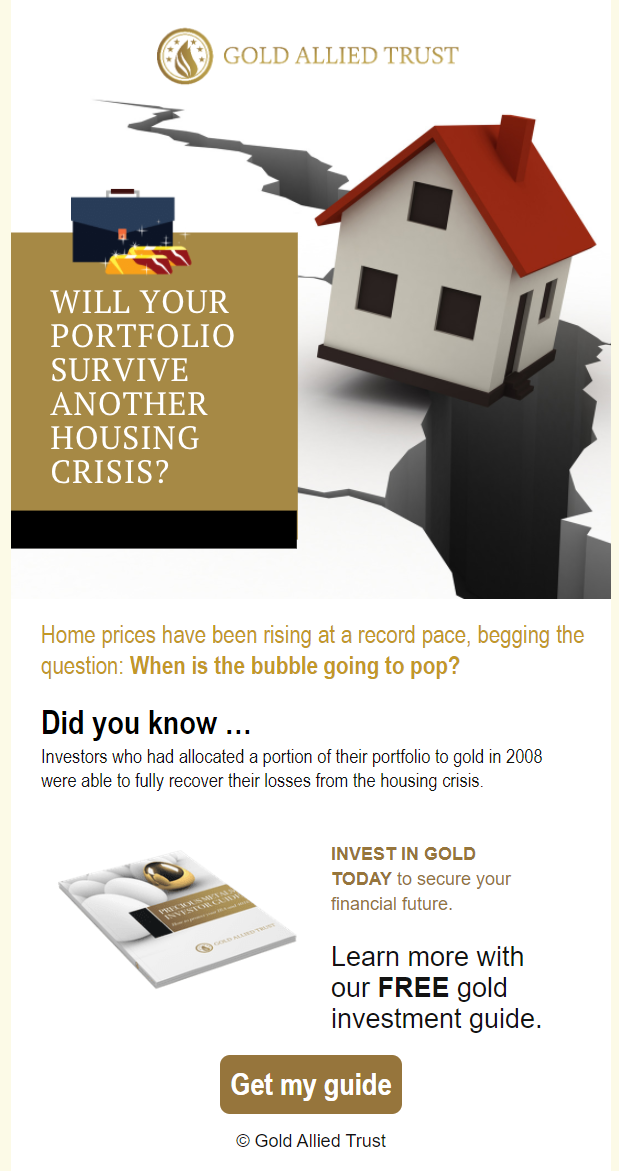 GOLD ALLIED TRUST
WILL YOUR
PORTFOLIO
SURVIVE
ANOTHER
HOUSING
CRISIS?
Home prices have been rising at a record pace, begging the
question: When is the bubble going to pop?
Did you know …
Investors who had allocated a portion of their portfolio to gold in 2008
were able to fully recover their losses from the housing crisis.
PRECIOUS METALS
INVESTOR GUIDE
GOLD ALLIED TRUST
INVEST IN GOLD
TODAY to secure your
financial future.
Learn more with
our FREE gold
investment guide.
Get my guide
© Gold Allied Trust